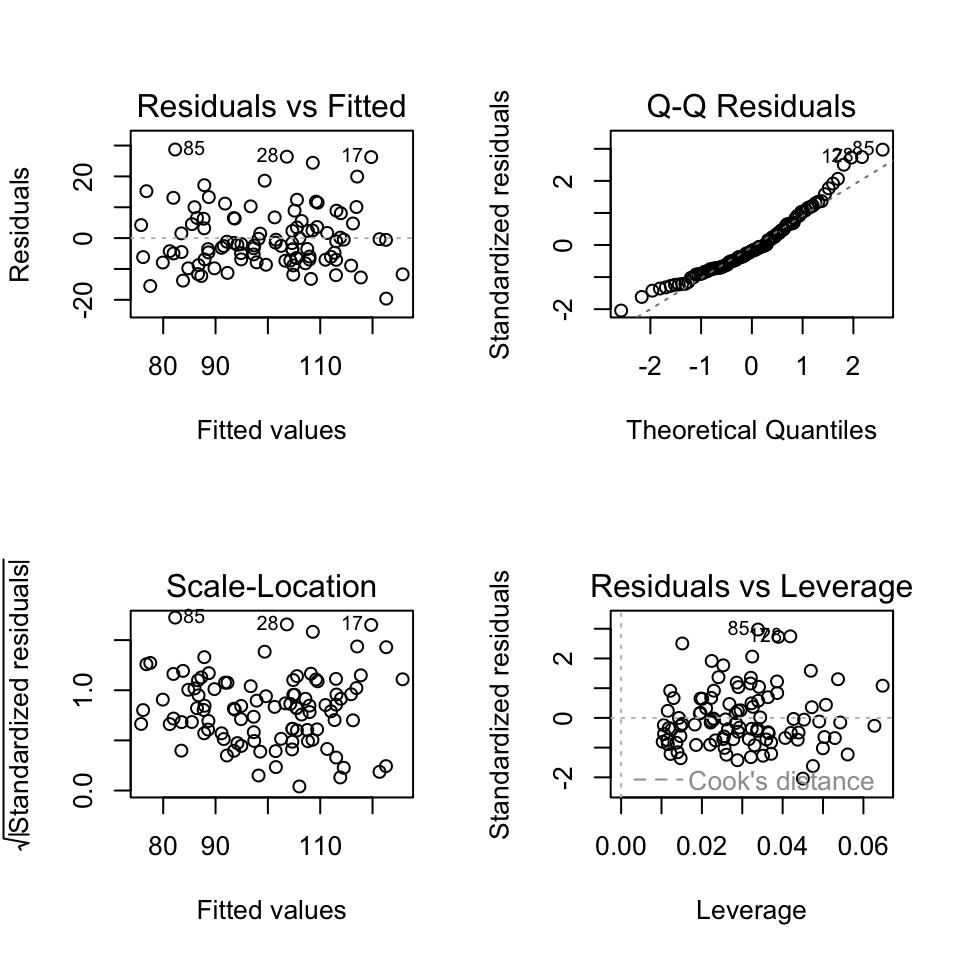 Residuals vs Fitted
Residuals
20
0
-20
85
28
17
80 90 110
Fitted values
Q-Q Residuals
Standardized residuals
2
0
-2
85
-2 -1 0 1 2
Theoretical Quantiles
Scale-Location
√|Standardized residuals|
1.0
0.0
85
28
17
80 90 110
Fitted values
Residuals vs Leverage
Standardized residuals
2
0
-2
85
Cook's distance
0.00 0.02 0.04 0.06
Leverage